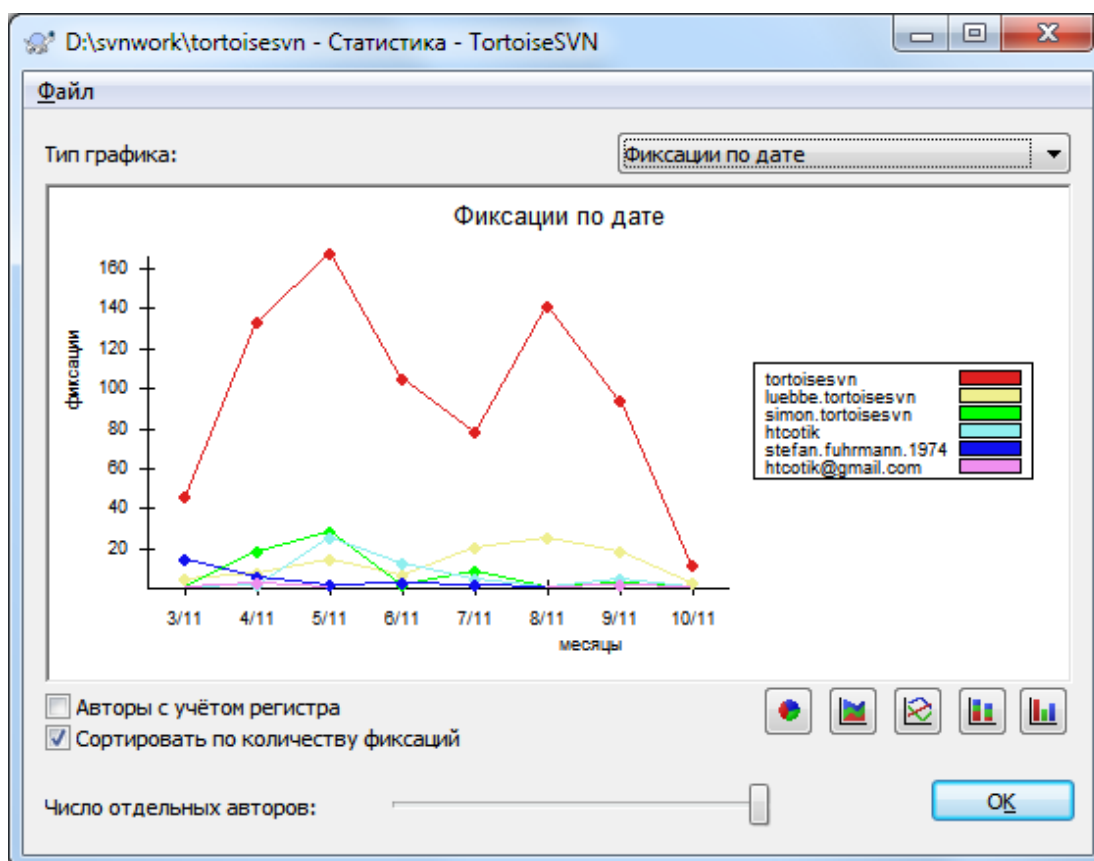 D:\svnwork\tortoisesvn - Статистика - TortoiseSVN
Файл
Тип графика:
Фиксации по дате
Фиксации по дате
фиксации
160
140
120
100
80
60
40
20
3/11 4/11 5/11 6/11 7/11 8/11 9/11 10/11
месяцы
tortoisesvn
luebbe.tortoisesvn
simon.tortoisesvn
htcotik
stefan.fuhrmann.1974
htcotik@gmail.com
Авторы с учётом регистра
Сортировать по количеству фиксаций
Число отдельных авторов:
OK